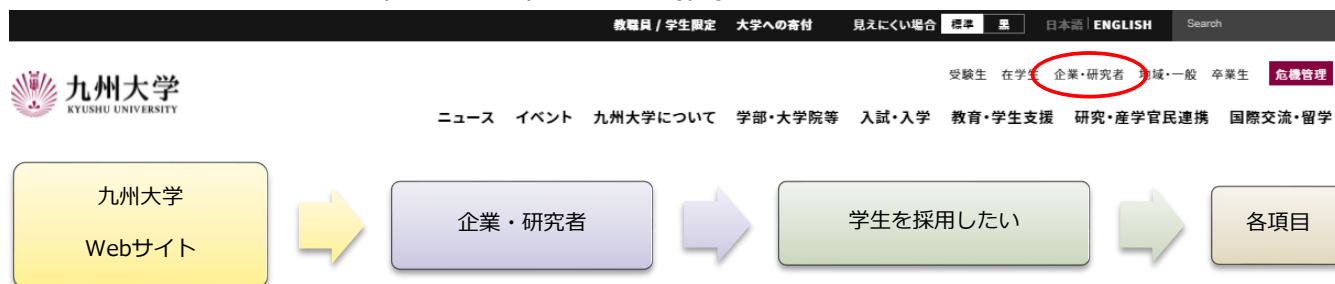 教職員 / 学生限定 大学への寄付 見えにくい場合 標準 黒 日本語 ENGLISH Search
受験生 在学生 企業・研究者 地域・一般 卒業生 危機管理
九州大学
KYUSHU UNIVERSITY
ニュース イベント 九州大学について 学部・大学院等 入試・入学 教育・学生支援 研究・産学官民連携 国際交流・留学
九州大学
Webサイト
企業・研究者
学生を採用したい
各項目